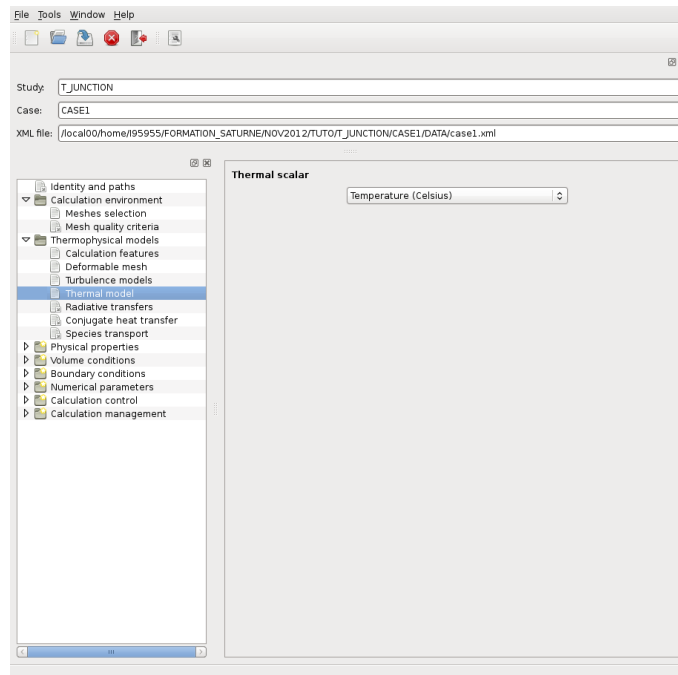 File Tools Window Help
Study: T_JUNCTION
Case: CASE1
XML file: /local00/home/I95955/FORMATION_SATURNE/NOV2012/TUTO/T_JUNCTION/CASE1/DATA/case1.xml
Identity and paths
Calculation environment
Meshes selection
Mesh quality criteria
Thermophysical models
Calculation features
Deformable mesh
Turbulence models
Thermal model
Radiative transfers
Conjugate heat transfer
Species transport
Physical properties
Volume conditions
Boundary conditions
Numerical parameters
Calculation control
Calculation management
Thermal scalar
Temperature (Celsius)